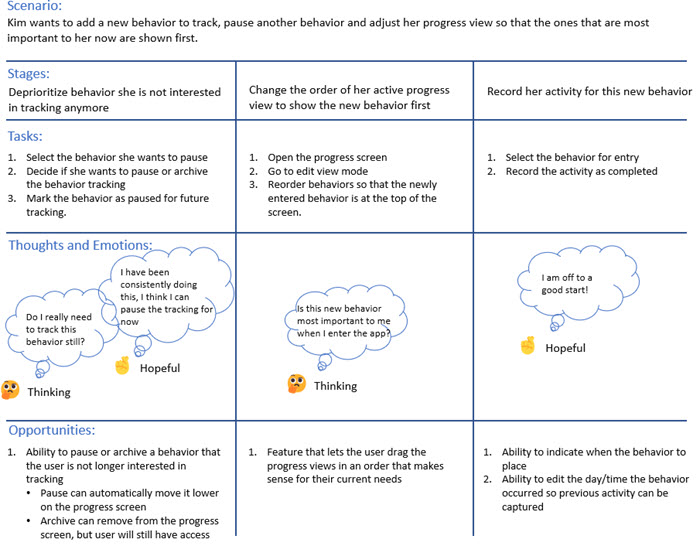 Scenario:
Kim wants to add a new behavior to track, pause another behavior and adjust her progress view so that the ones that are most
important to her now are shown first.
Stages:
Deprioritize behavior she is not interested
in tracking anymore
Change the order of her active progress
view to show the new behavior first
Record her activity for this new behavior
Tasks:
1. Select the behavior she wants to pause
2. Decide if she wants to pause or archive
the behavior tracking
3. Mark the behavior as paused for future
tracking.
1. Open the progress screen
2. Go to edit view mode
3. Reorder behaviors so that the newly
entered behavior is at the top of the
screen.
1. Select the behavior for entry
2. Record the activity as completed
Thoughts and Emotions:
Do I really need
to track this
behavior still?
Thinking
I have been
consistently doing
this, I think I can
pause the tracking for
now
Hopeful
Is this new behavior
most important to me
when I enter the app?
Thinking
I am off to a
good start!
Hopeful
Opportunities:
1. Ability to pause or archive a behavior that
the user is not longer interested in
tracking
• Pause can automatically move it lower
on the progress screen
• Archive can remove from the progress
screen, but user will still have access
1. Feature that lets the user drag the
progress views in an order that makes
sense for their current needs
1. Ability to indicate when the behavior to
place
2. Ability to edit the day/time the behavior
occurred so previous activity can be
captured